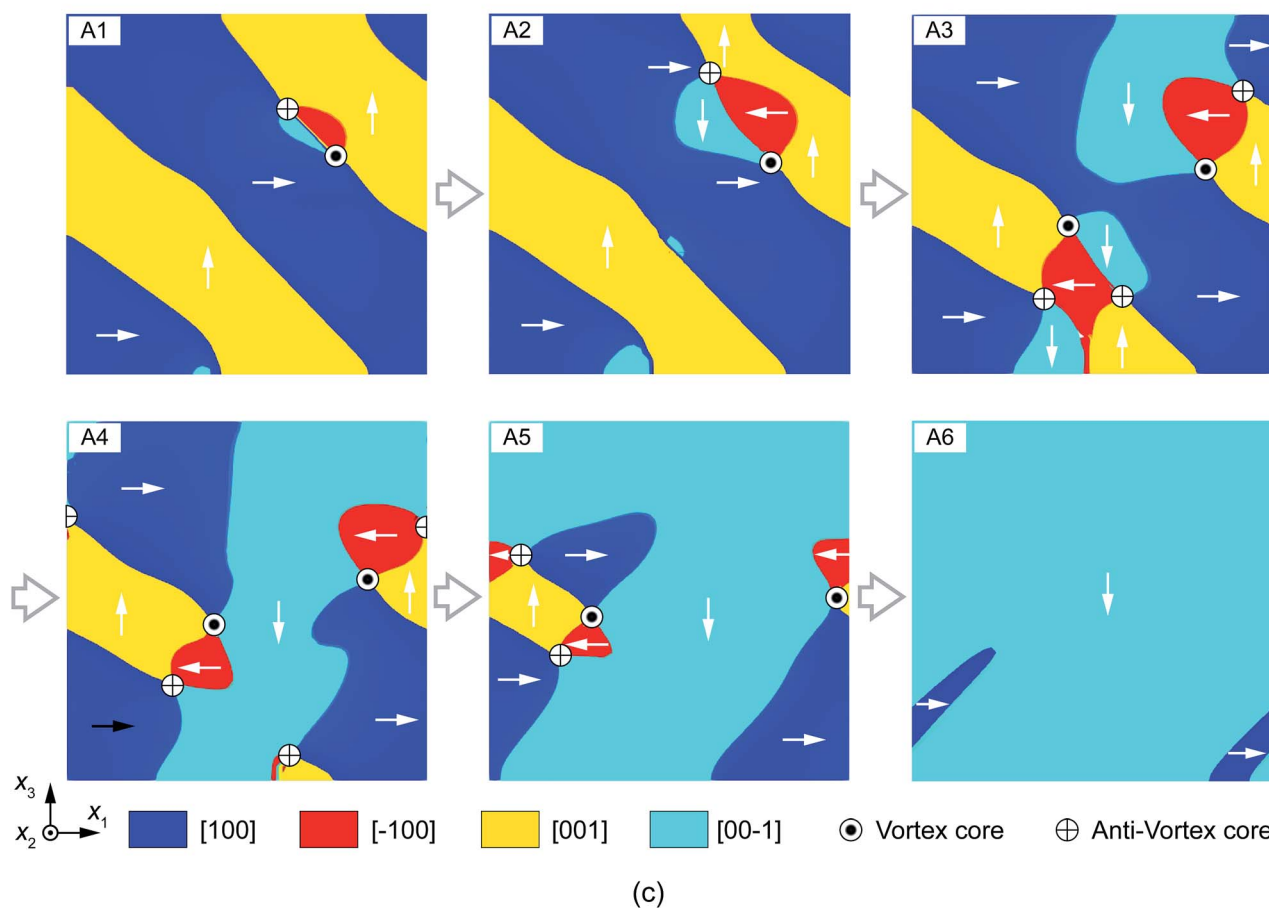 A1
A2
A3
A4
A5
A6
x3
x2
x1
[100]
[-100]
[001]
[00-1]
Vortex core
Anti-Vortex core
(c)